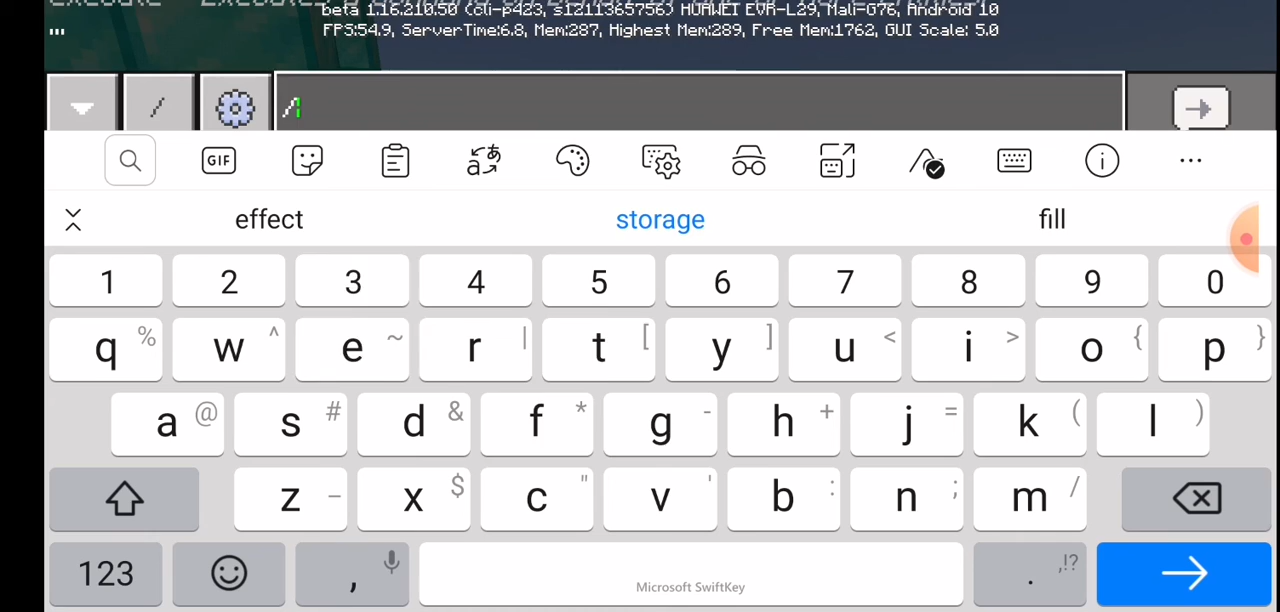 beta 1.16.210.50 (cli-p423, s1211365756) HUAWEI EVR-L29, Mali-G76, Android 10
...
FPS:54.9, ServerTime:6.8, Mem:287, Highest Mem:289, Free Mem:1762, GUI Scale: 5.0
/
/
GIF
effect storage fill
1 2 3 4 5 6 7 8 9 0
q % w ^ e ~ r | t [ y ] u < i > o { p }
a @ s # d & f * g - h + j = k ( l )
z _ x $ c " v ' b : n ; m /
123 , Microsoft SwiftKey . ,!?